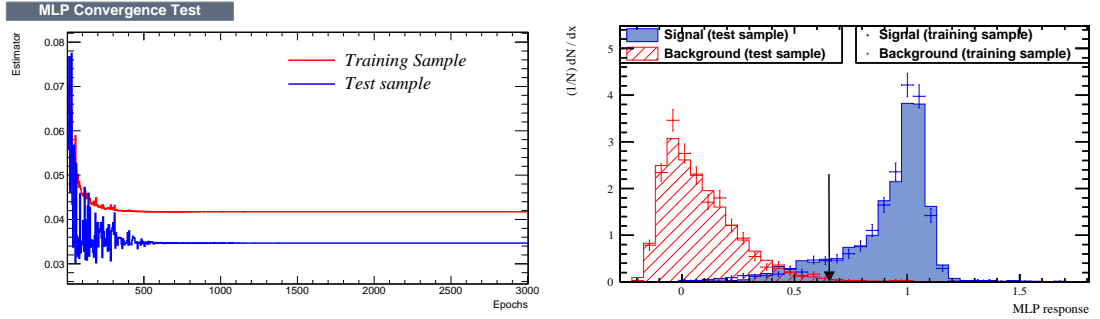 MLP Convergence Test
Estimator
0.08
0.07
0.06
0.05
0.04
0.03
Training Sample
Test sample
500
1000
1500
2000
2500
3000
Epochs
(1/N) dN / dx
5
4
3
2
1
0
Signal (test sample)
Background (test sample)
Signal (training sample)
Background (training sample)
0
0.5
1
1.5
MLP response